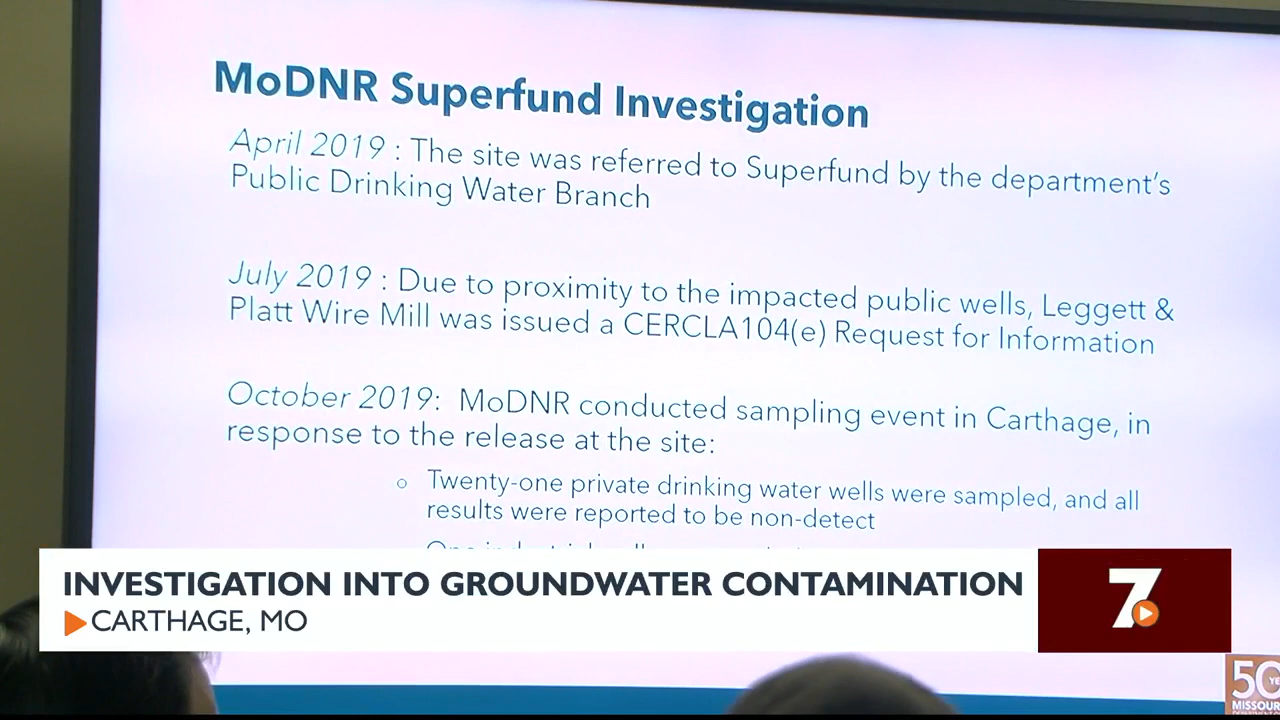 MoDNR Superfund Investigation
April 2019 : The site was referred to Superfund by the department's
Public Drinking Water Branch
July 2019 : Due to proximity to the impacted public wells, Leggett &
Platt Wire Mill was issued a CERCLA104(e) Request for Information
October 2019: MoDNR conducted sampling event in Carthage, in
response to the release at the site:
Twenty-one private drinking water wells were sampled, and all
results were reported to be non-detect
INVESTIGATION INTO GROUNDWATER CONTAMINATION
CARTHAGE, MO
7
50